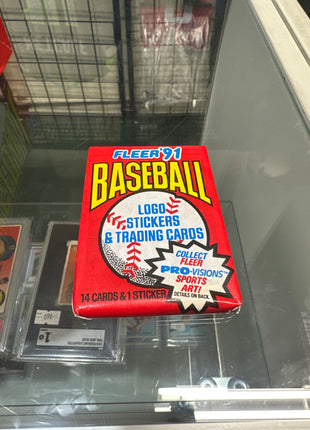 FLEER '91
BASEBALL
LOGO
STICKERS
& TRADING CARDS
COLLECT
FLEER
PRO-VISIONS™
SPORTS
ART!
DETAILS ON BACK.
14 CARDS & 1 STICKER